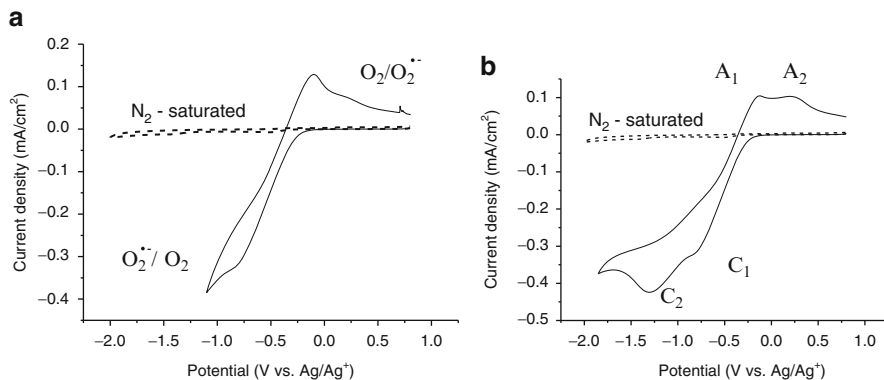 a
Current density (mA/cm²)
0.2
0.1
0.0
−0.1
−0.2
−0.3
−0.4
N₂ - saturated
O₂/O₂•-
O₂•-/ O₂
−2.0 −1.5 −1.0 −0.5 0.0 0.5 1.0
Potential (V vs. Ag/Ag⁺)
b
Current density (mA/cm²)
0.1
0.0
−0.1
−0.2
−0.3
−0.4
−0.5
A₁ A₂
N₂ - saturated
C₁
C₂
−2.0 −1.5 −1.0 −0.5 0.0 0.5 1.0
Potential (V vs. Ag/Ag⁺)